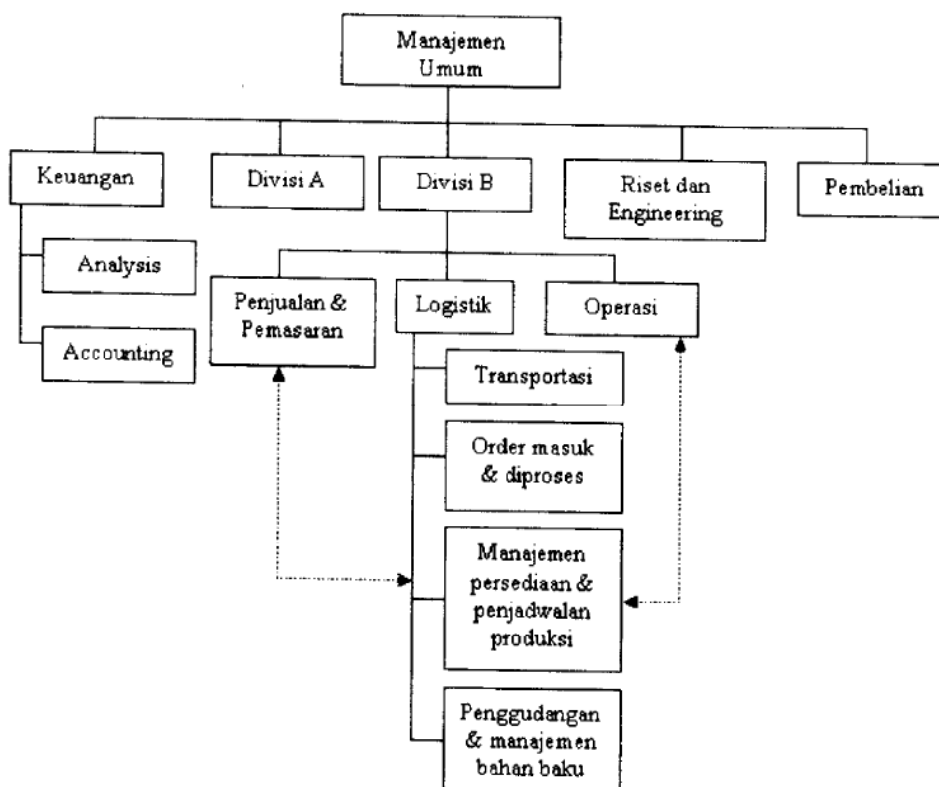 Manajemen
Umum
Keuangan
Divisi A
Divisi B
Riset dan
Engineering
Pembelian
Analysis
Accounting
Penjualan &
Pemasaran
Logistik
Operasi
Transportasi
Order masuk
& diproses
Manajemen
persediaan &
penjadwalan
produksi
Penggudangan
& manajemen
bahan baku